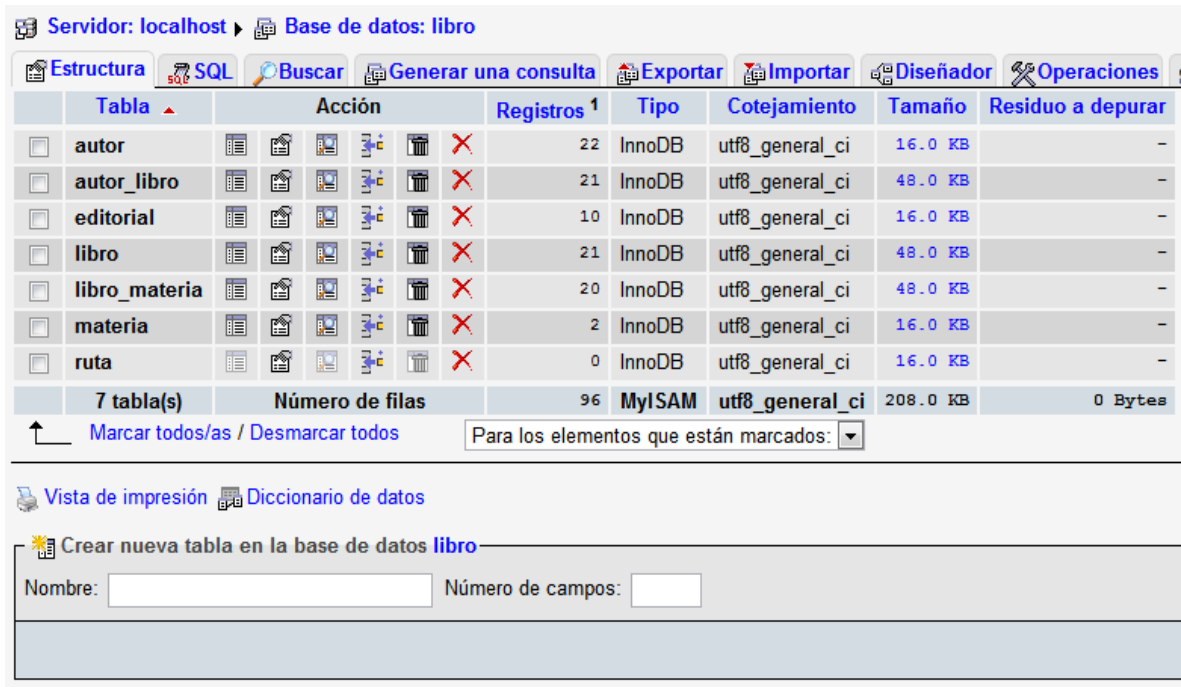 Servidor: localhost Base de datos: libro
Estructura SQL Buscar Generar una consulta Exportar Importar Diseñador Operaciones
Tabla Acción Registros 1 Tipo Cotejamiento Tamaño Residuo a depurar
autor 22 InnoDB utf8_general_ci 16.0 KB -
autor_libro 21 InnoDB utf8_general_ci 48.0 KB -
editorial 10 InnoDB utf8_general_ci 16.0 KB -
libro 21 InnoDB utf8_general_ci 48.0 KB -
libro_materia 20 InnoDB utf8_general_ci 48.0 KB -
materia 2 InnoDB utf8_general_ci 16.0 KB -
ruta 0 InnoDB utf8_general_ci 16.0 KB -
7 tabla(s) Número de filas 96 MyISAM utf8_general_ci 208.0 KB 0 Bytes
Marcar todos/as / Desmarcar todos Para los elementos que están marcados:
Vista de impresión Diccionario de datos
Crear nueva tabla en la base de datos libro
Nombre: Número de campos: